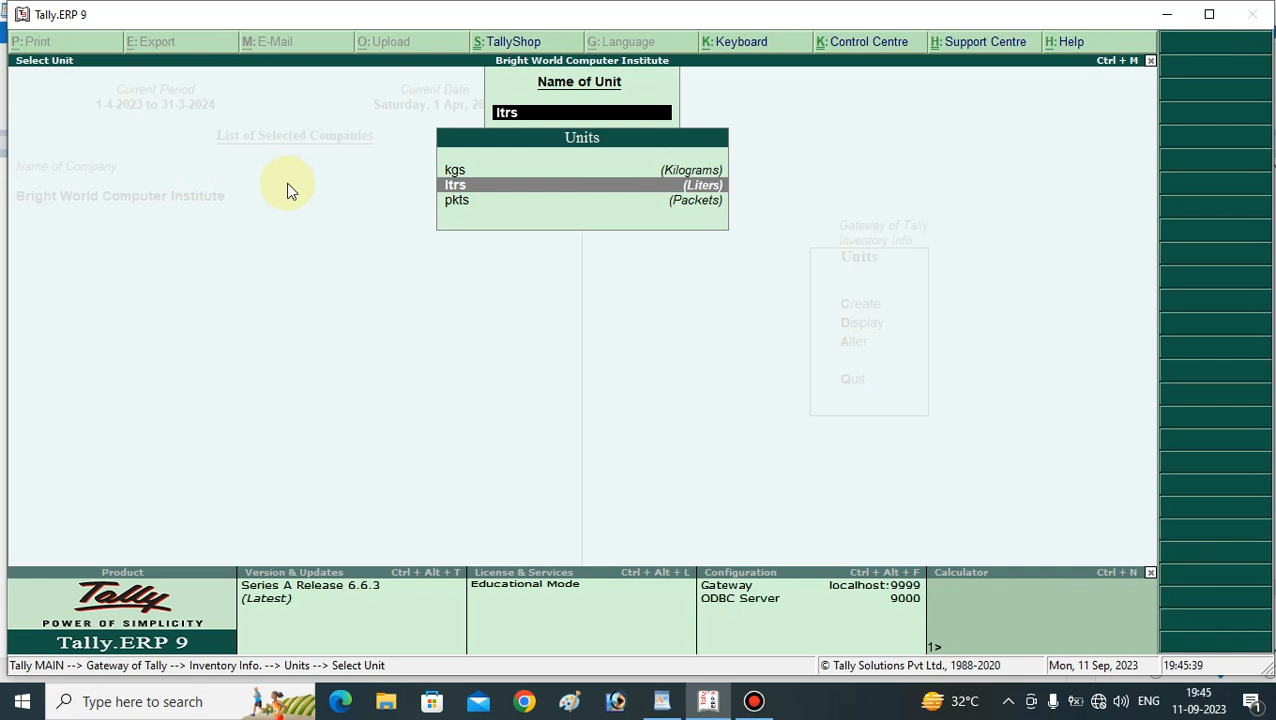 Tally.ERP 9
P: Print E: Export M: E-Mail O: Upload S: TallyShop G: Language K: Keyboard K: Control Centre H: Support Centre H: Help
Select Unit Bright World Computer Institute Ctrl + M
Name of Unit
ltrs
Units
kgs (Kilograms)
ltrs (Liters)
pkts (Packets)
Current Period Current Date
1-4-2023 to 31-3-2024 Saturday, 1 Apr, 20
List of Selected Companies
Name of Company
Bright World Computer Institute
Gateway of Tally
Inventory Info.
Units
Create
Display
Alter
Quit
Product Version & Updates Ctrl + Alt + T License & Services Ctrl + Alt + L Configuration Ctrl + Alt + F Calculator Ctrl + N
Tally
POWER OF SIMPLICITY
Tally.ERP 9
Series A Release 6.6.3
(Latest)
Educational Mode
Gateway localhost:9999
ODBC Server 9000
1>
Tally MAIN --> Gateway of Tally --> Inventory Info. --> Units --> Select Unit © Tally Solutions Pvt Ltd., 1988-2020 Mon, 11 Sep, 2023 19:45:39
Type here to search
32°C
ENG
19:45
11-09-2023
1